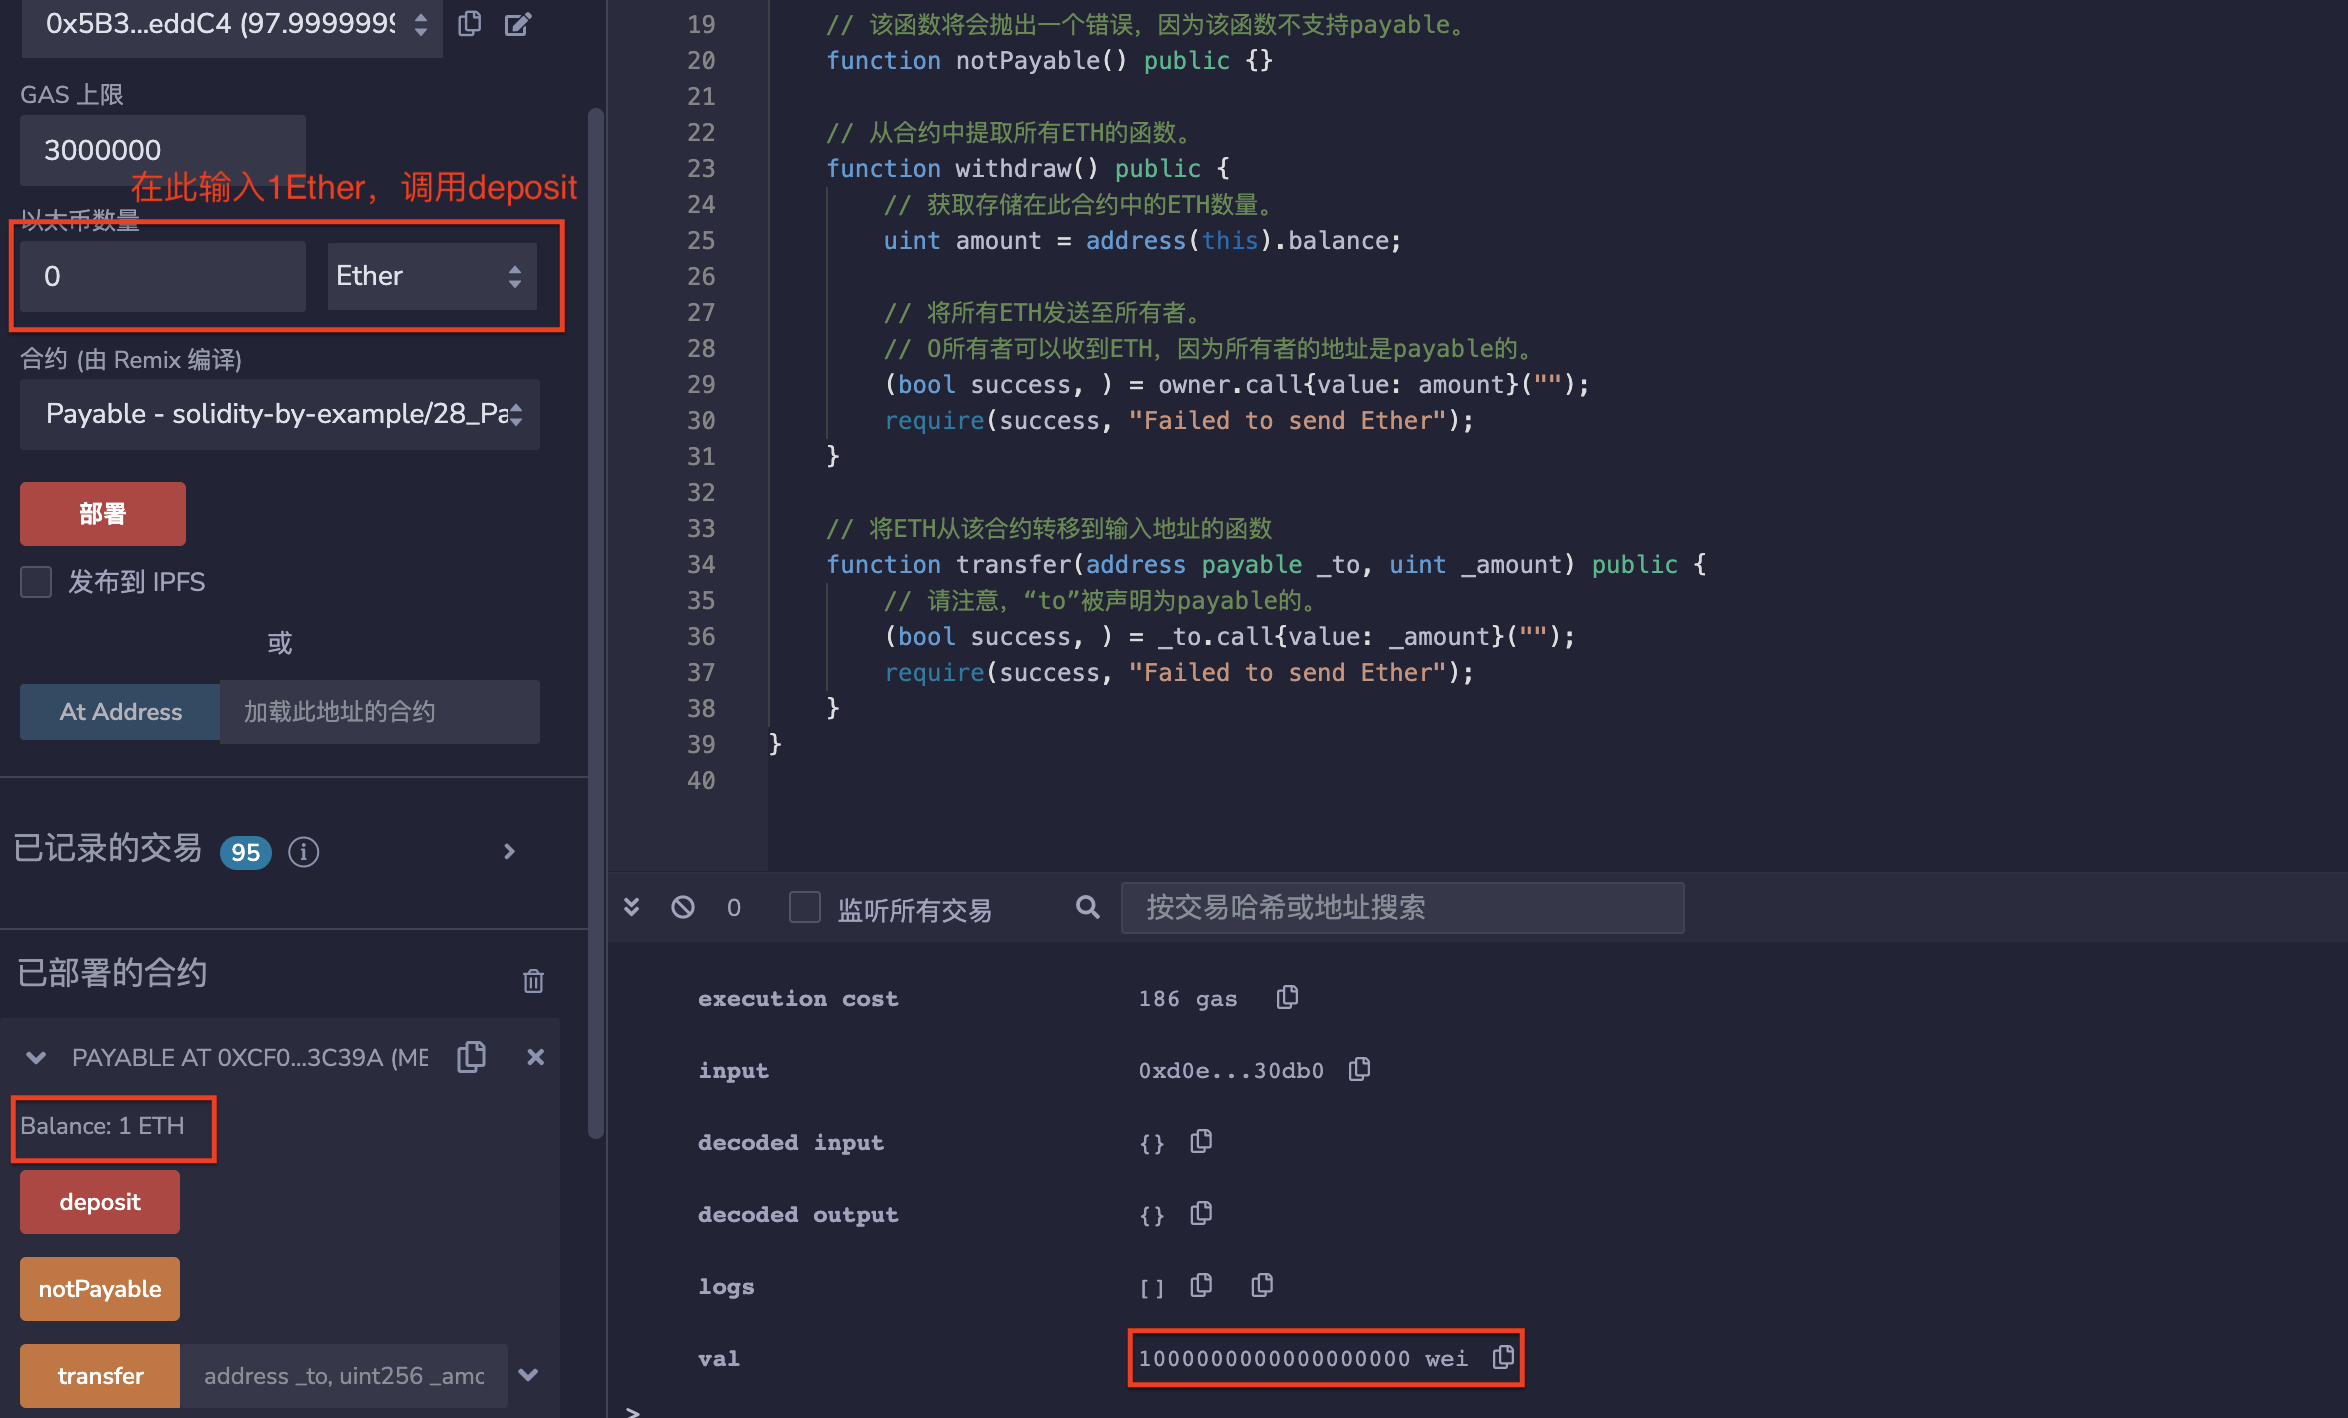 0x5B3...eddC4 (97.9999999
GAS 上限
3000000
在此输入1Ether，调用deposit
以太币数量
0
Ether
合约 (由 Remix 编译)
Payable - solidity-by-example/28_Pa
部署
发布到 IPFS
或
At Address
加载此地址的合约
已记录的交易 95 i
已部署的合约
PAYABLE AT 0XCF0...3C39A (ME
Balance: 1 ETH
deposit
notPayable
transfer
address _to, uint256 _amo
19 // 该函数将会抛出一个错误，因为该函数不支持payable。
20 function notPayable() public {}
21
22 // 从合约中提取所有ETH的函数。
23 function withdraw() public {
24 // 获取存储在此合约中的ETH数量。
25 uint amount = address(this).balance;
26
27 // 将所有ETH发送至所有者。
28 // O所有者可以收到ETH，因为所有者的地址是payable的。
29 (bool success, ) = owner.call{value: amount}("");
30 require(success, "Failed to send Ether");
31 }
32
33 // 将ETH从该合约转移到输入地址的函数
34 function transfer(address payable _to, uint _amount) public {
35 // 请注意，“to”被声明为payable的。
36 (bool success, ) = _to.call{value: _amount}("");
37 require(success, "Failed to send Ether");
38 }
39 }
40
0
监听所有交易
按交易哈希或地址搜索
execution cost 186 gas
input 0xd0e...30db0
decoded input {}
decoded output {}
logs []
val 1000000000000000000 wei
>